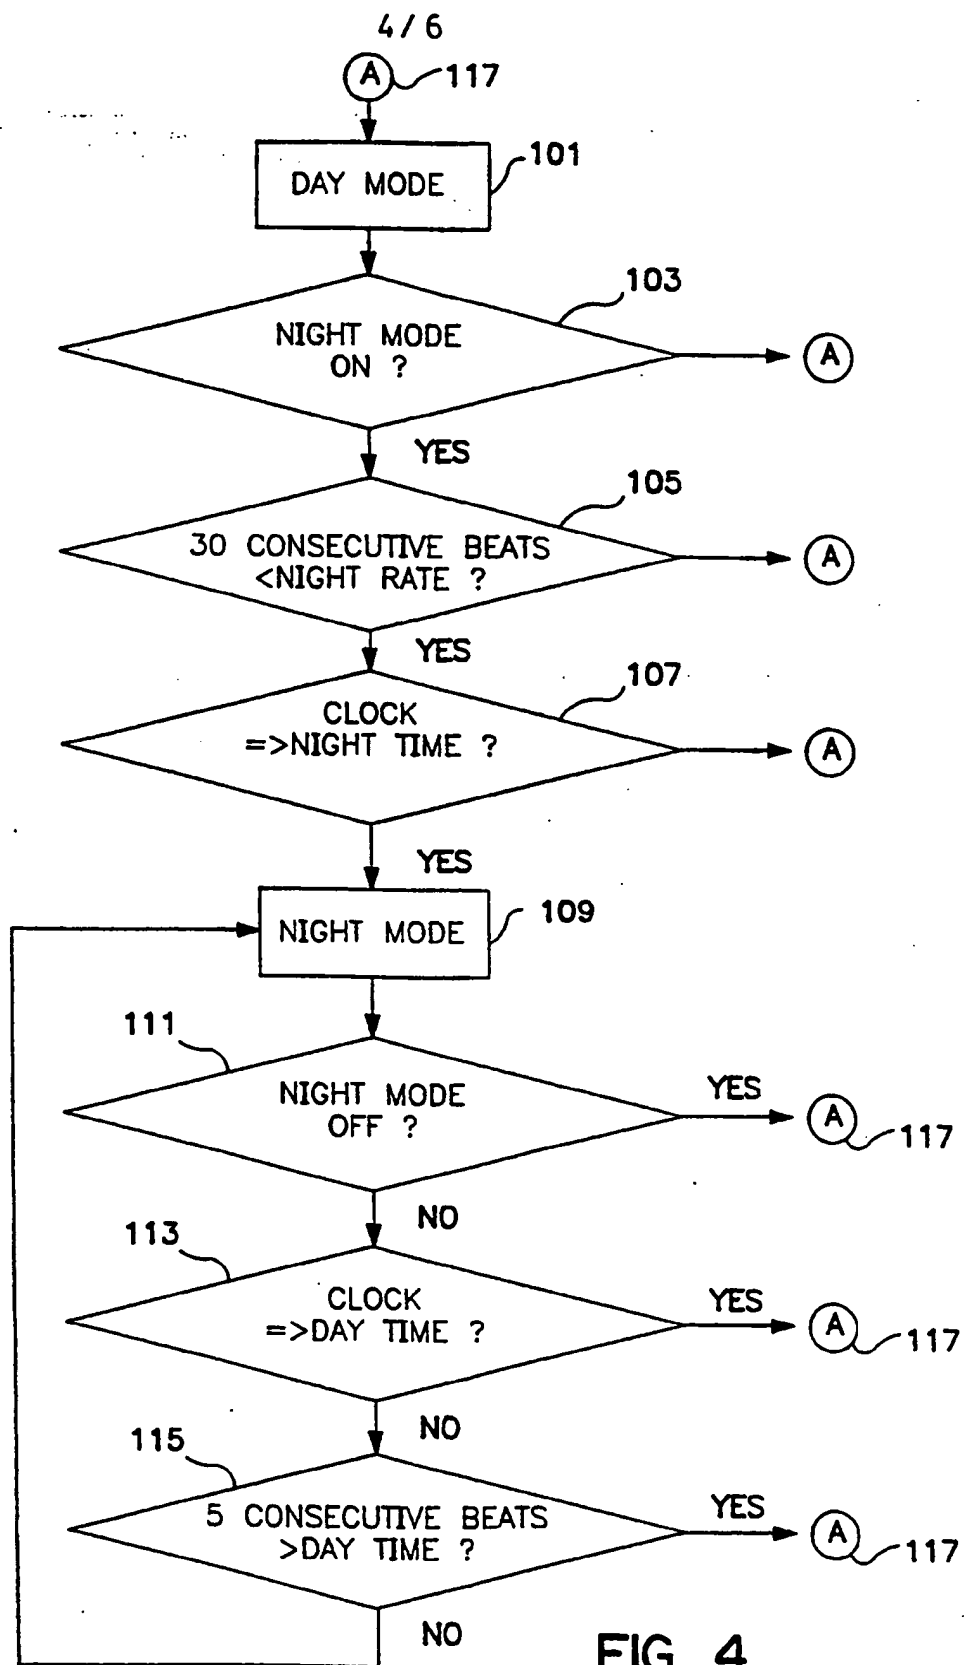 4/6
A 117
DAY MODE 101
103
NIGHT MODE
ON ? A
YES
105
30 CONSECUTIVE BEATS
<NIGHT RATE ? A
YES
107
CLOCK
=>NIGHT TIME ? A
YES
NIGHT MODE 109
111
NIGHT MODE
OFF ? YES A 117
NO
113
CLOCK
=>DAY TIME ? YES A 117
NO
115
5 CONSECUTIVE BEATS
>DAY TIME ? YES A 117
NO
FIG. 4